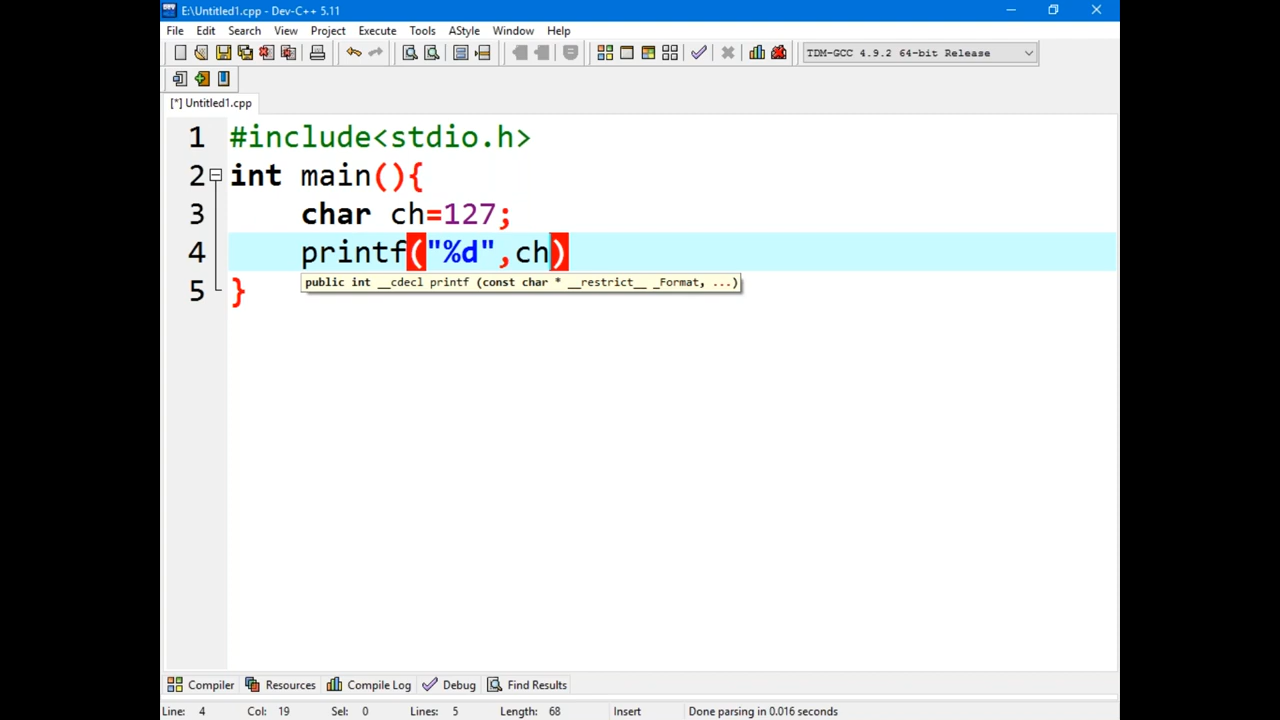 E:\Untitled1.cpp - Dev-C++ 5.11
File Edit Search View Project Execute Tools AStyle Window Help
TDM-GCC 4.9.2 64-bit Release
[*] Untitled1.cpp
1 #include<stdio.h>
2 int main(){
3 char ch=127;
4 printf("%d",ch)
public int __cdecl printf (const char * __restrict__ _Format, ...)
5 }
Compiler Resources Compile Log Debug Find Results
Line: 4 Col: 19 Sel: 0 Lines: 5 Length: 68 Insert Done parsing in 0.016 seconds